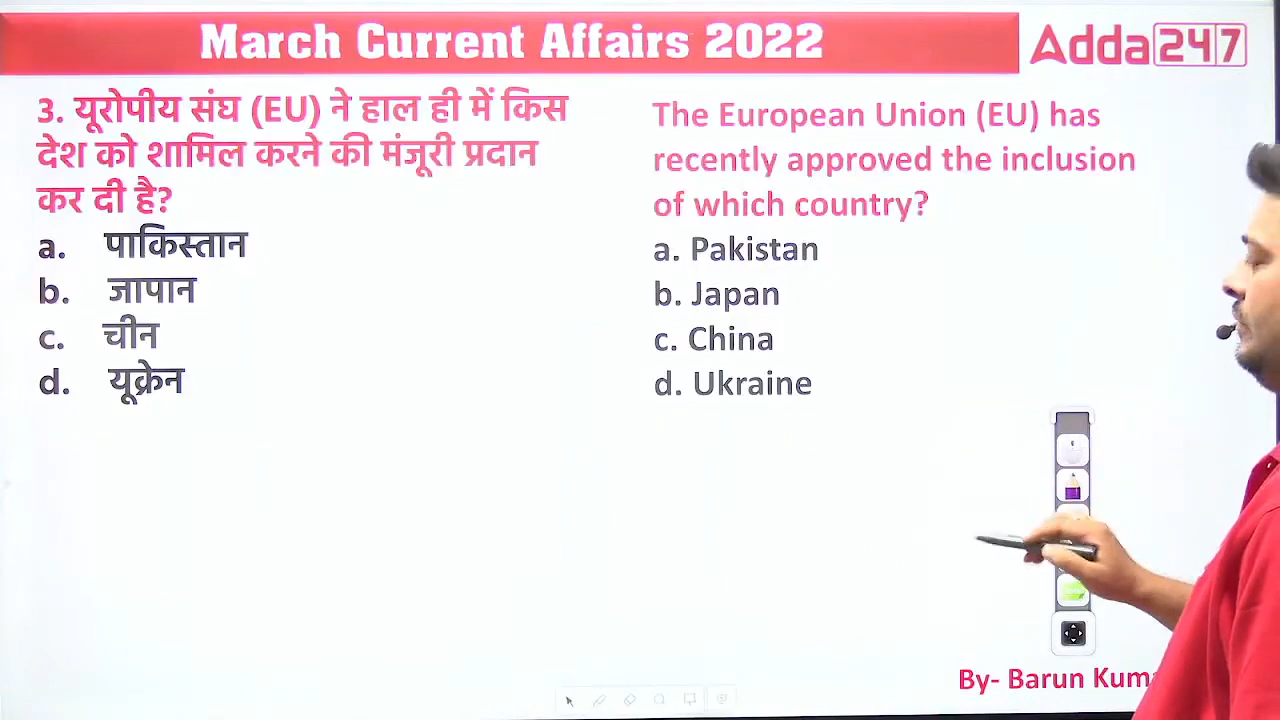 March Current Affairs 2022
Adda247
3. यूरोपीय संघ (EU) ने हाल ही में किस
देश को शामिल करने की मंजूरी प्रदान
कर दी है?
a. पाकिस्तान
b. जापान
c. चीन
d. यूक्रेन
The European Union (EU) has
recently approved the inclusion
of which country?
a. Pakistan
b. Japan
c. China
d. Ukraine
By- Barun